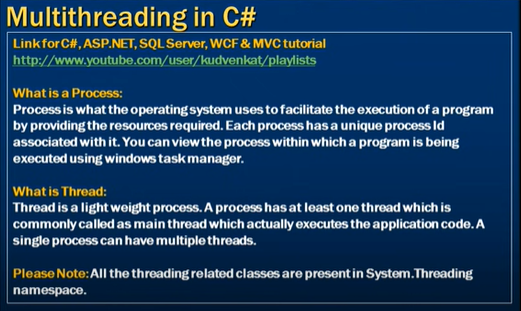 Multithreading in C#
Link for C#, ASP.NET, SQL Server, WCF & MVC tutorial
http://www.youtube.com/user/kudvenkat/playlists
What is a Process:
Process is what the operating system uses to facilitate the execution of a program
by providing the resources required. Each process has a unique process Id
associated with it. You can view the process within which a program is being
executed using windows task manager.
What is Thread:
Thread is a light weight process. A process has at least one thread which is
commonly called as main thread which actually executes the application code. A
single process can have multiple threads.
Please Note: All the threading related classes are present in System.Threading
namespace.